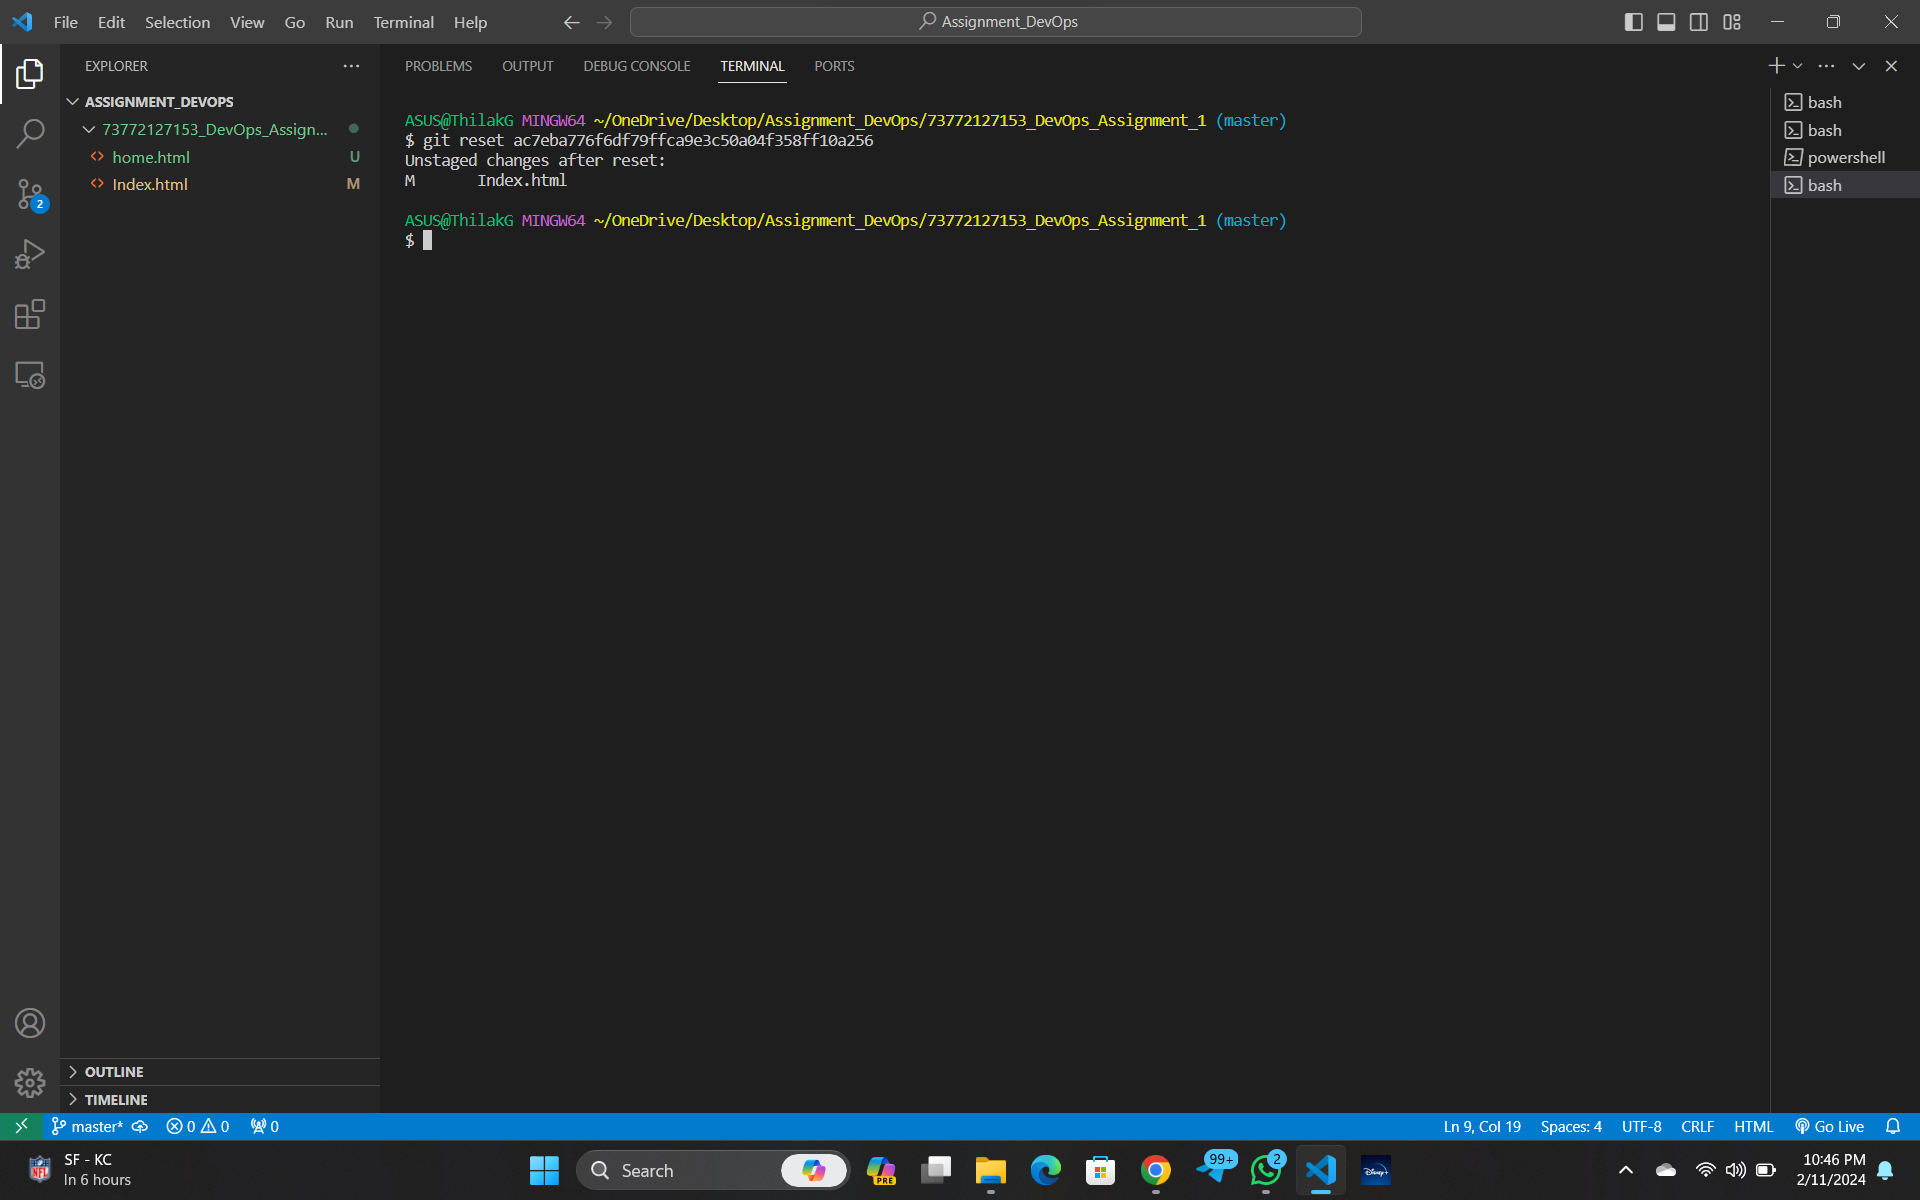 File Edit Selection View Go Run Terminal Help
Assignment_DevOps
EXPLORER
ASSIGNMENT_DEVOPS
73772127153_DevOps_Assign...
home.html U
Index.html M
2
OUTLINE
TIMELINE
PROBLEMS OUTPUT DEBUG CONSOLE TERMINAL PORTS
ASUS@ThilakG MINGW64 ~/OneDrive/Desktop/Assignment_DevOps/73772127153_DevOps_Assignment_1 (master)
$ git reset ac7eba776f6df79ffca9e3c50a04f358ff10a256
Unstaged changes after reset:
M Index.html
ASUS@ThilakG MINGW64 ~/OneDrive/Desktop/Assignment_DevOps/73772127153_DevOps_Assignment_1 (master)
$
bash
bash
powershell
bash
master* 0 0 0 Ln 9, Col 19 Spaces: 4 UTF-8 CRLF HTML Go Live
SF - KC
In 6 hours
NFL
Search
PRE
99+
2
Disney+
10:46 PM
2/11/2024